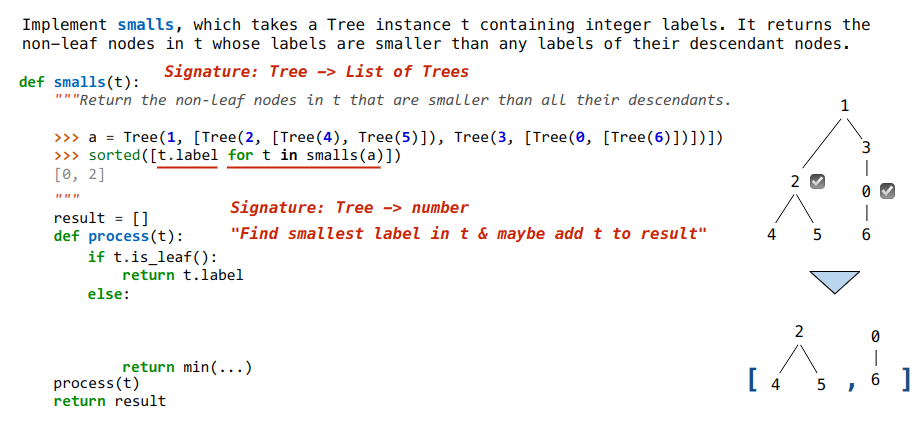 Implement smalls, which takes a Tree instance t containing integer labels. It returns the
non-leaf nodes in t whose labels are smaller than any labels of their descendant nodes.
Signature: Tree -> List of Trees
def smalls(t):
"""Return the non-leaf nodes in t that are smaller than all their descendants.
>>> a = Tree(1, [Tree(2, [Tree(4), Tree(5)]), Tree(3, [Tree(0, [Tree(6)])])])
>>> sorted([t.label for t in smalls(a)])
[0, 2]
"""
result = []
Signature: Tree -> number
def process(t):
"Find smallest label in t & maybe add t to result"
if t.is_leaf():
return t.label
else:
return min(...)
process(t)
return result
1
3
2
0
4 5 6
2 0
[ 4 5 , 6 ]